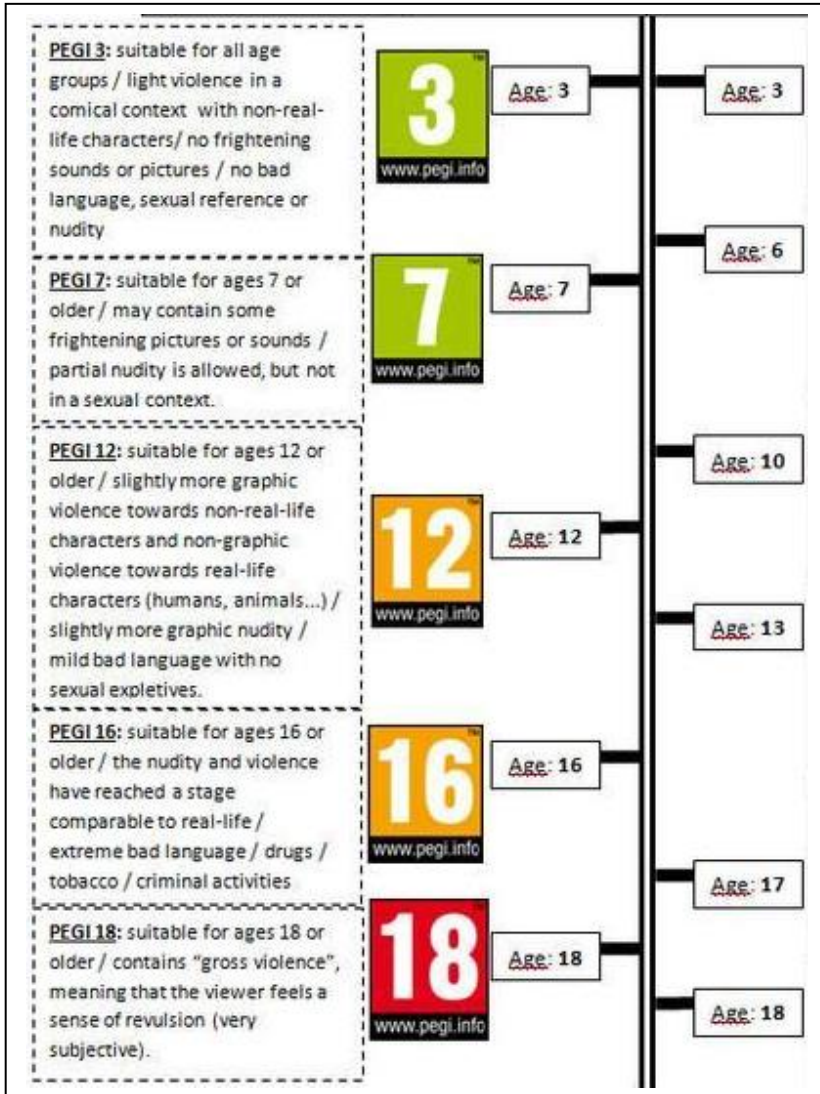 PEGI 3: suitable for all age
groups / light violence in a
comical context with non-real-
life characters/ no frightening
sounds or pictures / no bad
language, sexual reference or
nudity
3
www.pegi.info
Age: 3
Age: 3
Age: 6
PEGI 7: suitable for ages 7 or
older / may contain some
frightening pictures or sounds /
partial nudity is allowed, but not
in a sexual context.
7
www.pegi.info
Age: 7
Age: 10
PEGI 12: suitable for ages 12 or
older / slightly more graphic
violence towards non-real-life
characters and non-graphic
violence towards real-life
characters (humans, animals...) /
slightly more graphic nudity /
mild bad language with no
sexual expletives.
12
www.pegi.info
Age: 12
Age: 13
PEGI 16: suitable for ages 16 or
older / the nudity and violence
have reached a stage
comparable to real-life /
extreme bad language / drugs /
tobacco / criminal activities
16
www.pegi.info
Age: 16
Age: 17
PEGI 18: suitable for ages 18 or
older / contains “gross violence”,
meaning that the viewer feels a
sense of revulsion (very
subjective).
18
www.pegi.info
Age: 18
Age: 18